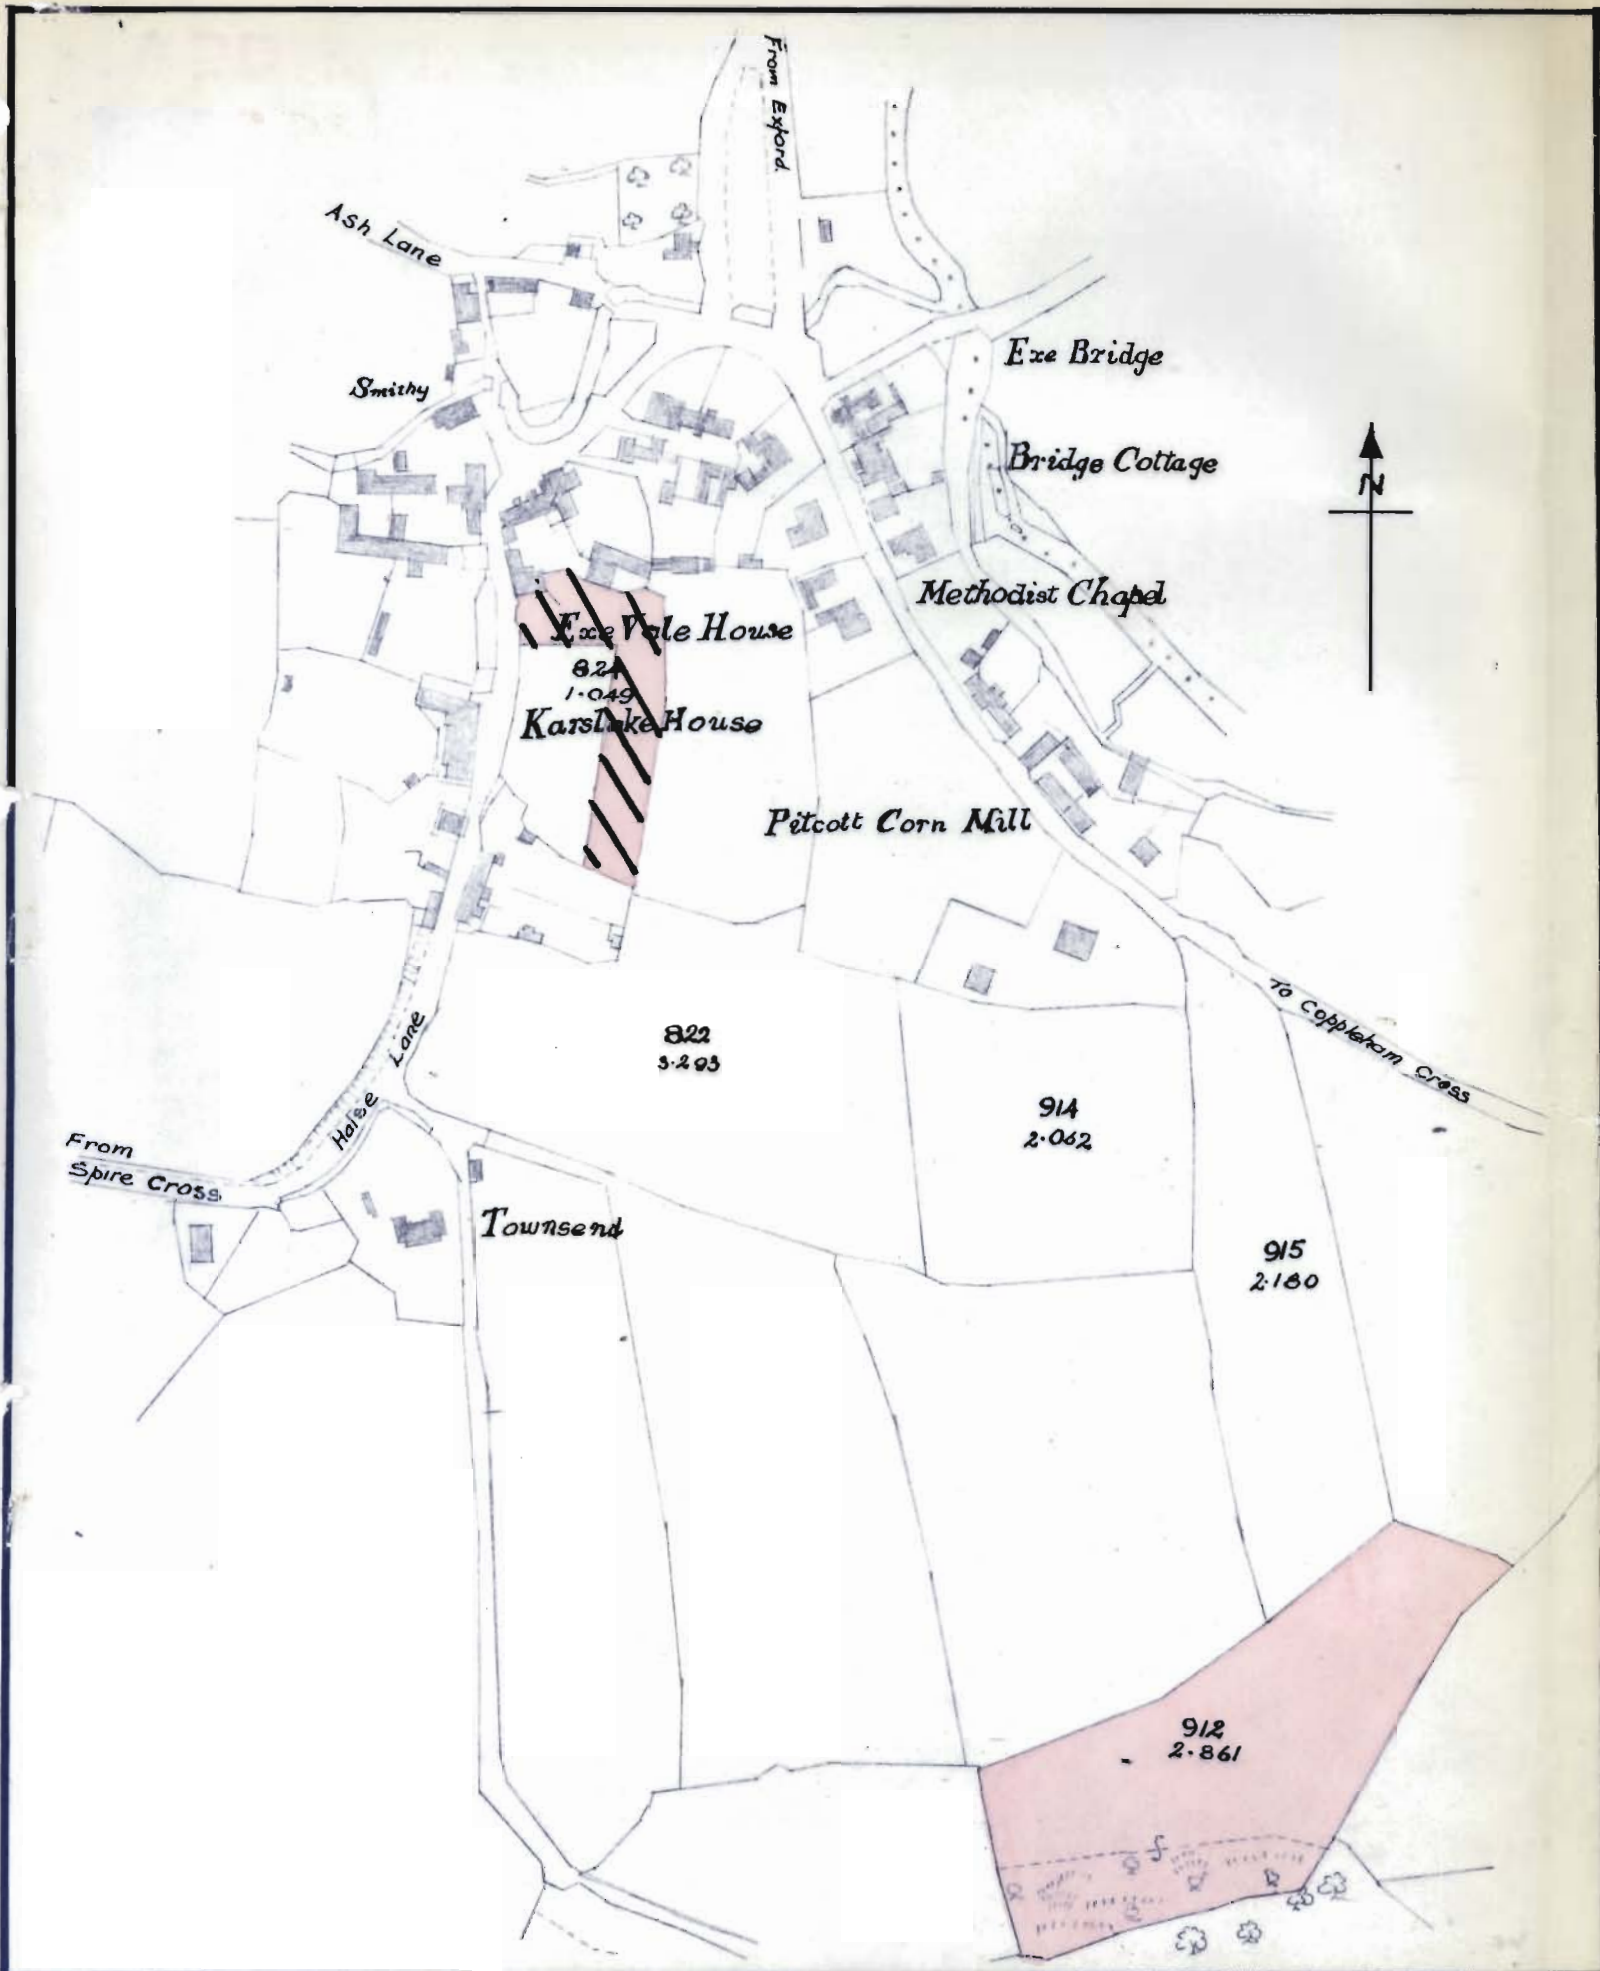 From Exford.
Ash Lane
Exe Bridge
Smithy
Bridge Cottage
N
Methodist Chapel
Exe Vale House
824
1.049
Karslake House
Pitcott Corn Mill
To Coppleham Cross
822
3.293
Halse Lane
914
2.062
From
Spire Cross
Townsend
915
2.180
912
2.861